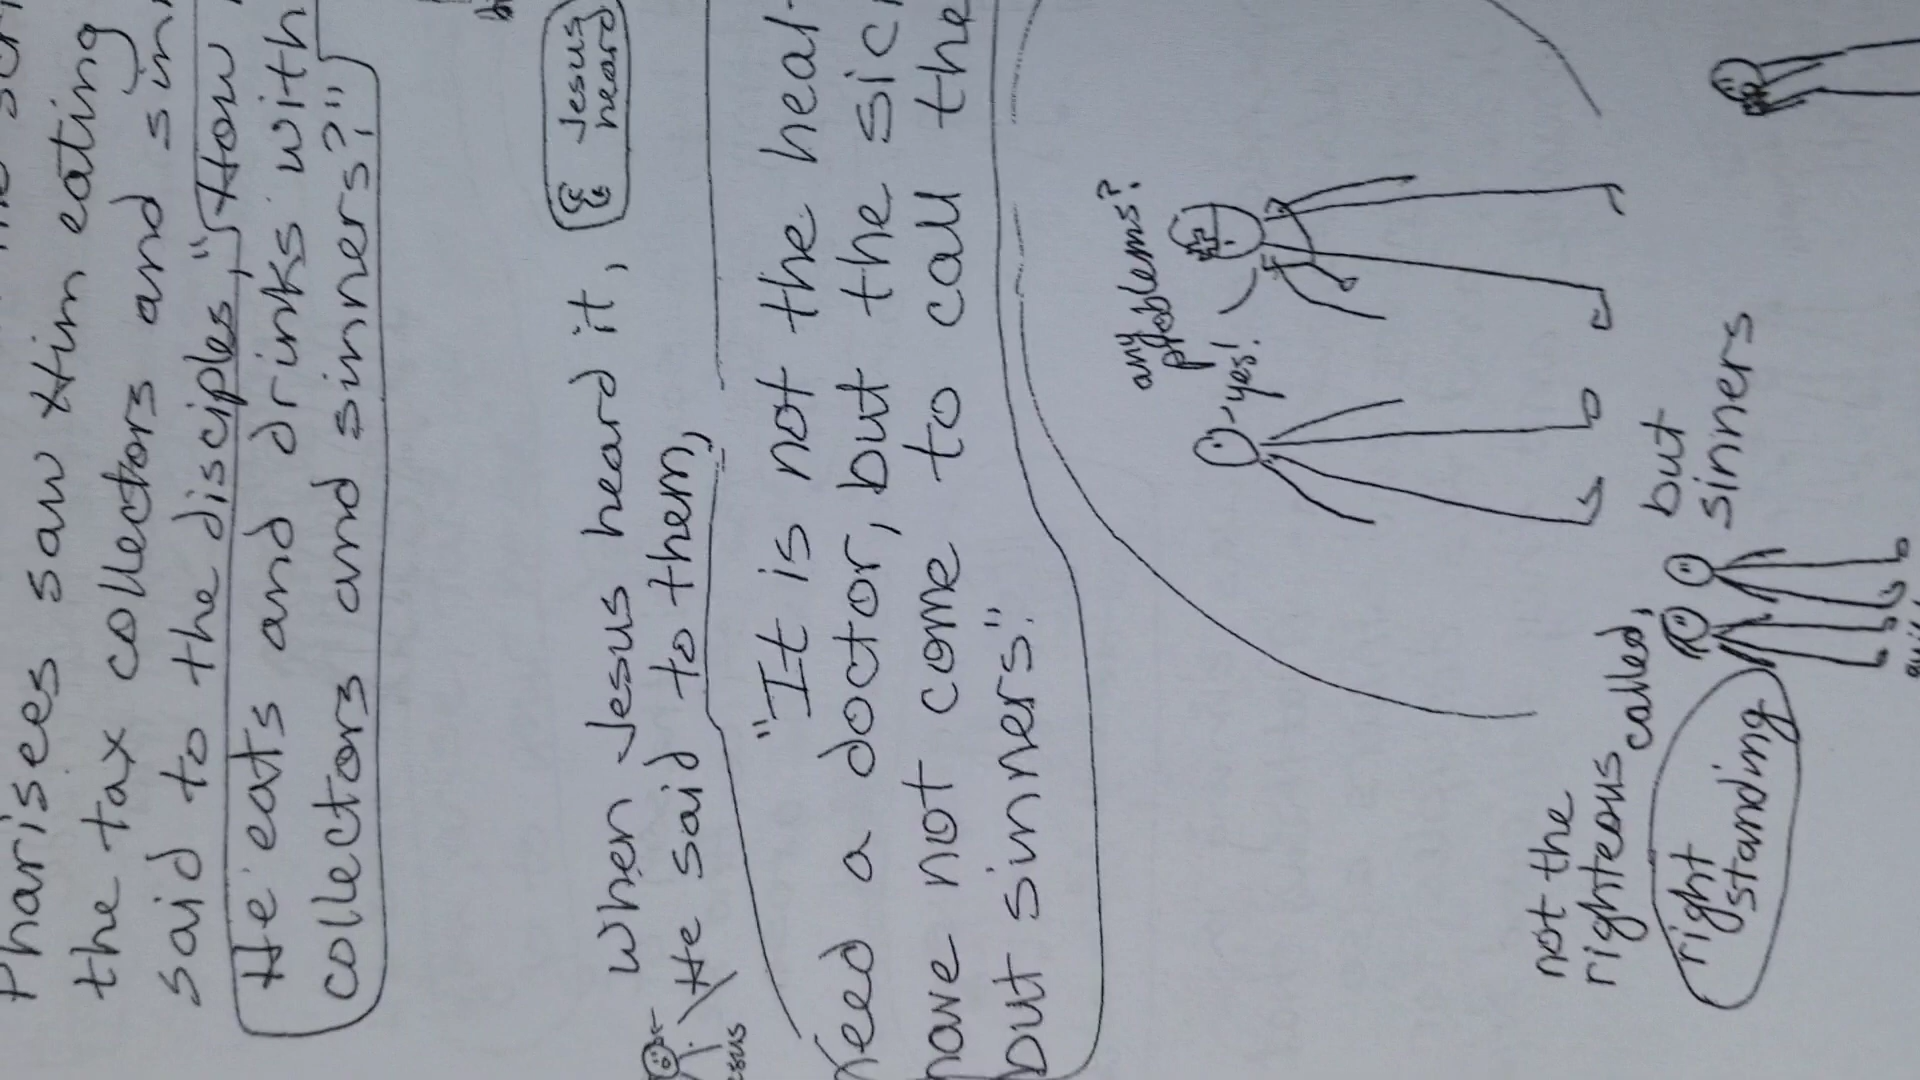 Pharisees saw Him eating
the tax collectors and
said to the disciples, "How
He eats and drinks with
collectors and sinners?"
Jesus
heard
When Jesus heard it,
He said to them,
"It is not the
need a doctor, but the
have not come to call the
but sinners".
any
problems?
yes!
not the
righteous
called,
but
sinners
right
standing